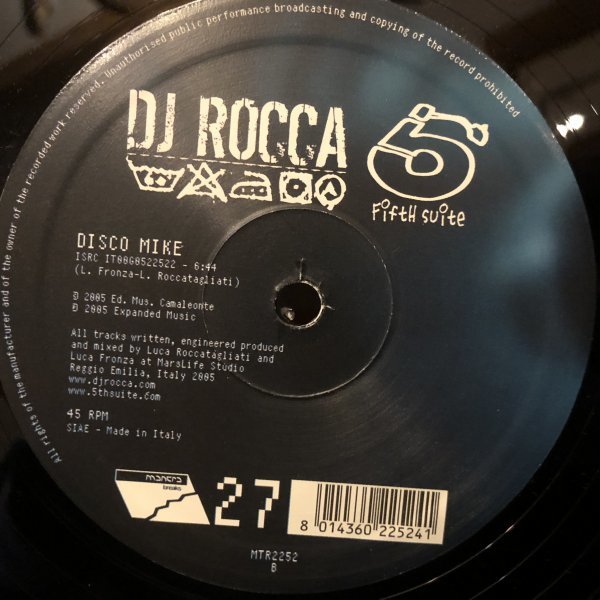 All rights of the manufacturer and of the owner of the recorded work reserved. Unauthorised public performance broadcasting and copying of the record prohibited
DJ ROCCA
5
Fifth Suite
DISCO MIKE
ISRC IT00G0522522 - 6:44
(L. Fronza-L. Roccatagliati)
℗ 2005 Ed. Mus. Camaleonte
℗ 2005 Expanded Music
All tracks written, engineered produced
and mixed by Luca Roccatagliati and
Luca Fronza at MarsLife Studio
Reggio Emilia, Italy 2005
www.djrocca.com
www.5thsuite.com
45 RPM
SIAE - Made in Italy
mantra
breaks
27
8 014360 225241
MTR2252
B